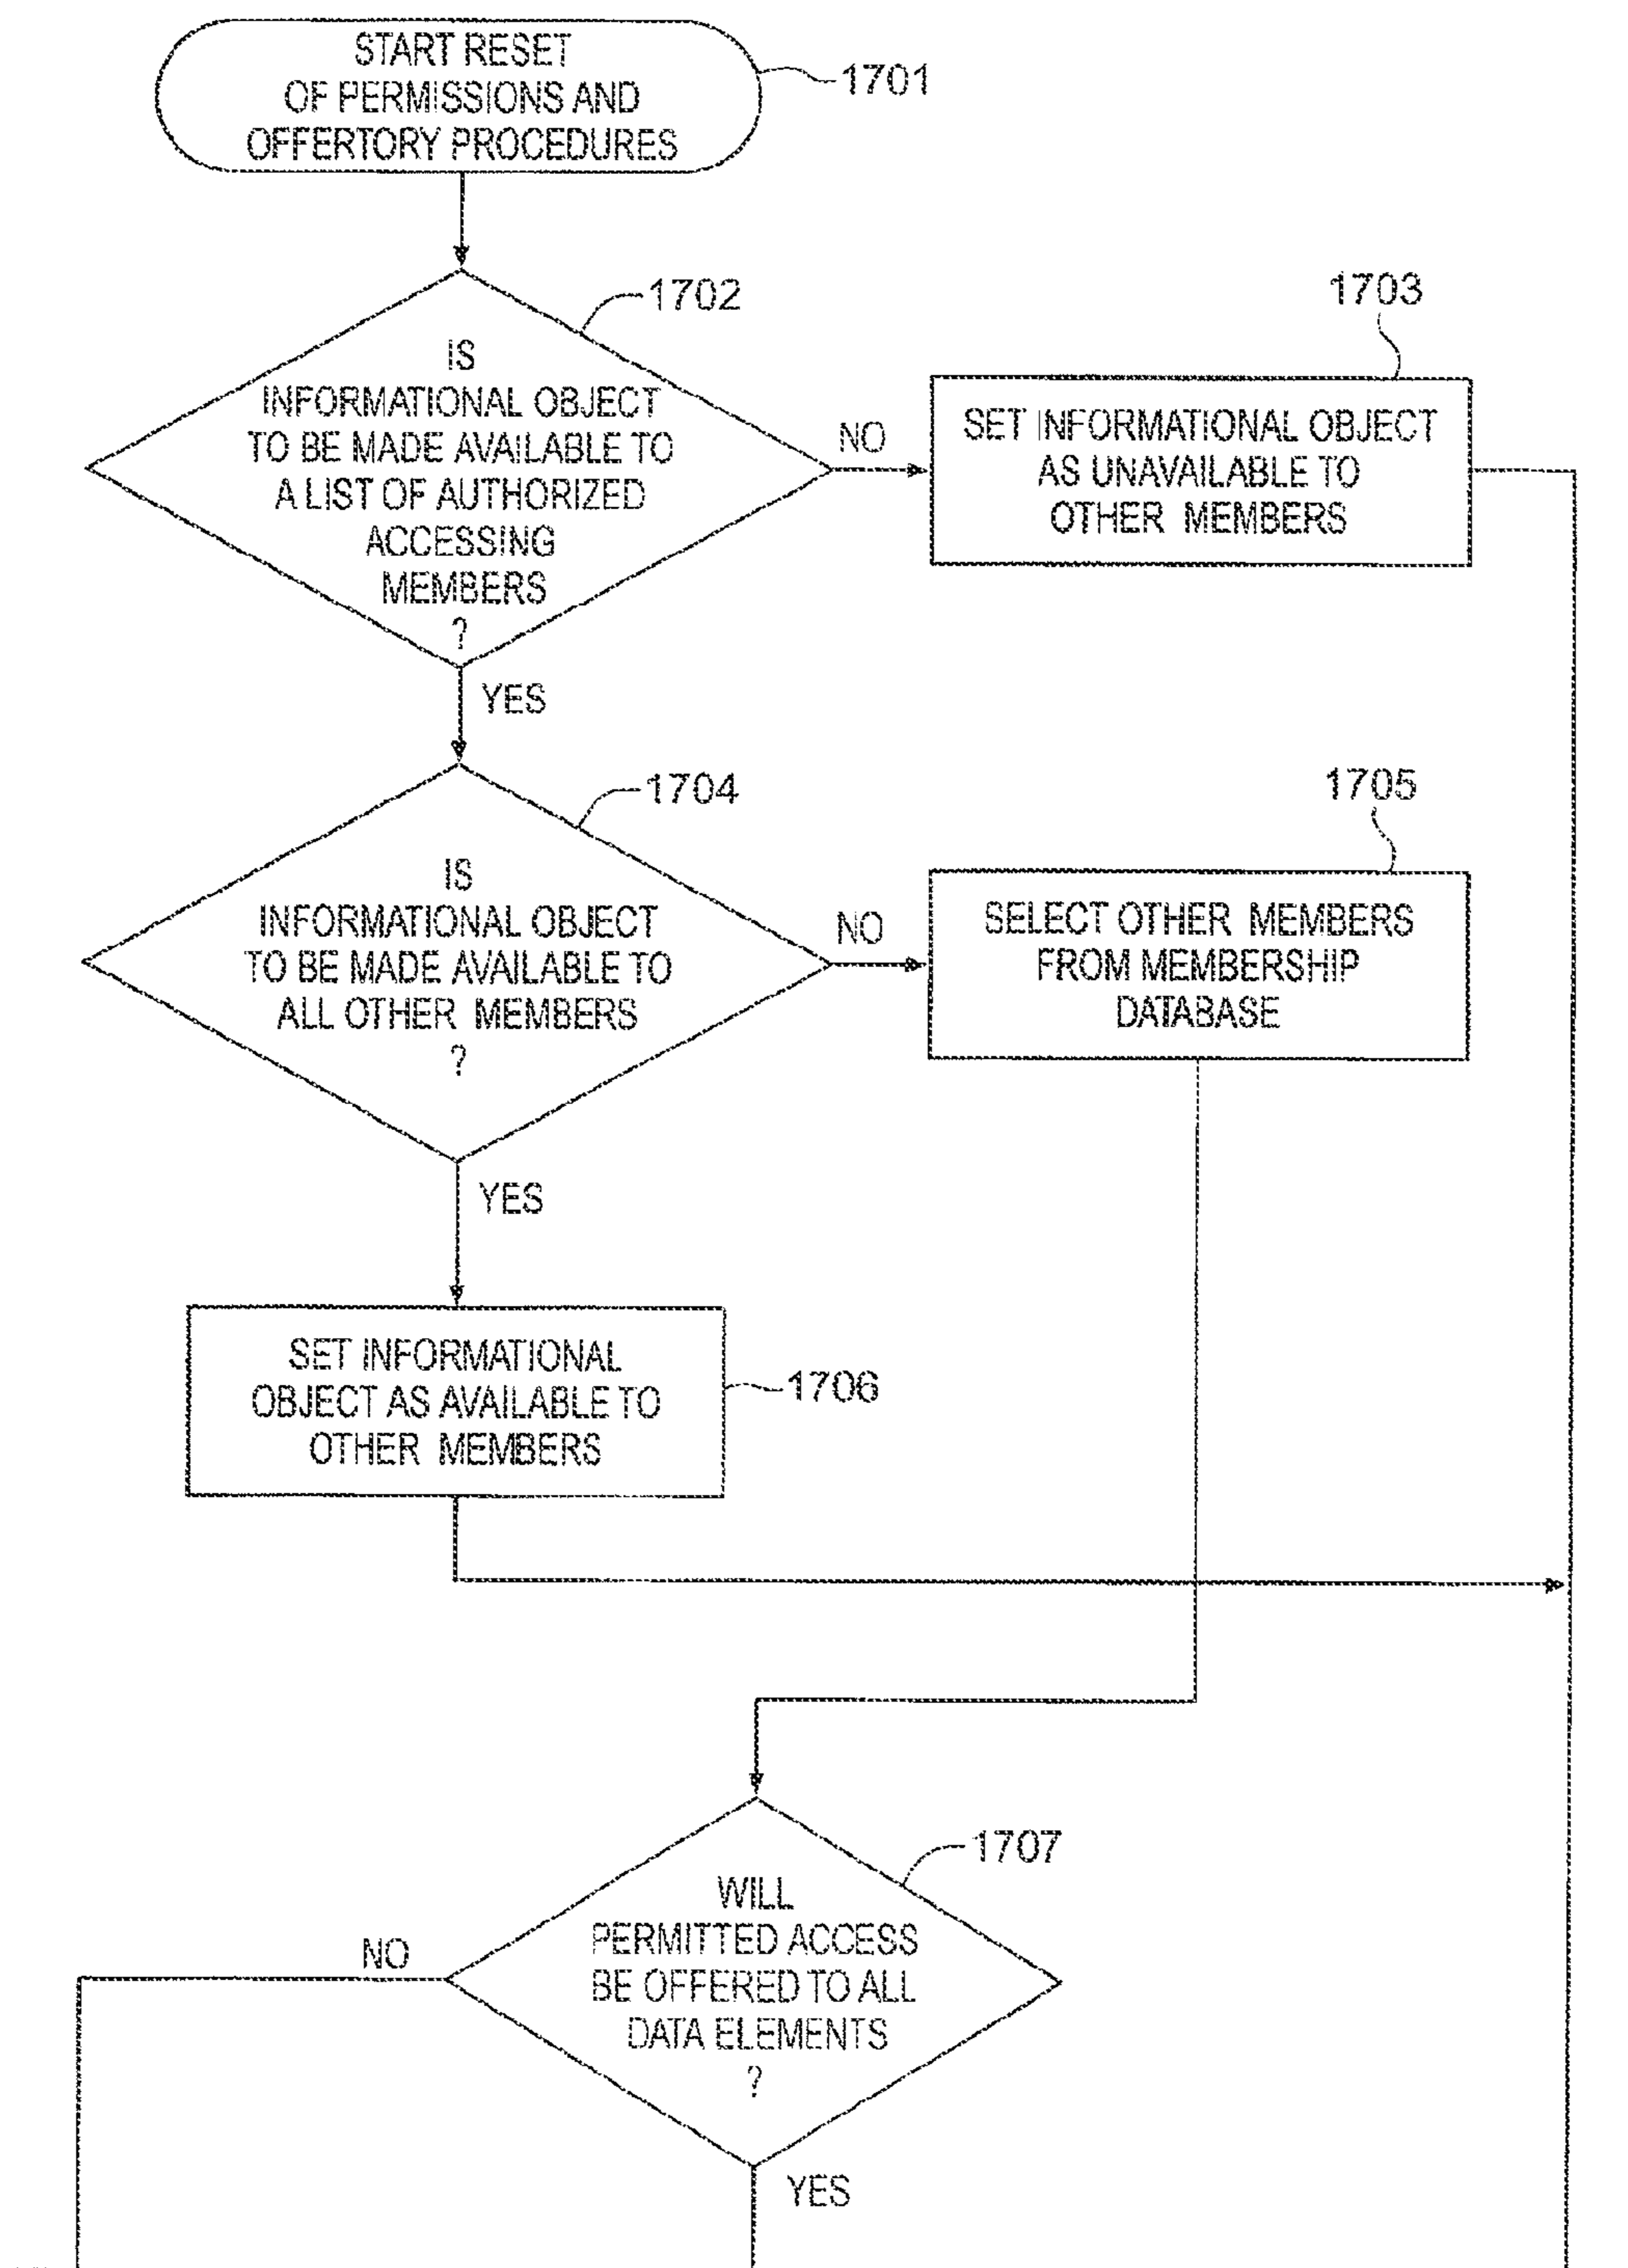 START RESET
OF PERMISSIONS AND
OFFERTORY PROCEDURES
1701
1702
IS
INFORMATIONAL OBJECT
TO BE MADE AVAILABLE TO
A LIST OF AUTHORIZED
ACCESSING
MEMBERS
?
NO
1703
SET INFORMATIONAL OBJECT
AS UNAVAILABLE TO
OTHER MEMBERS
YES
1704
IS
INFORMATIONAL OBJECT
TO BE MADE AVAILABLE TO
ALL OTHER MEMBERS
?
NO
1705
SELECT OTHER MEMBERS
FROM MEMBERSHIP
DATABASE
YES
SET INFORMATIONAL
OBJECT AS AVAILABLE TO
OTHER MEMBERS
1706
1707
WILL
PERMITTED ACCESS
BE OFFERED TO ALL
DATA ELEMENTS
?
NO
YES